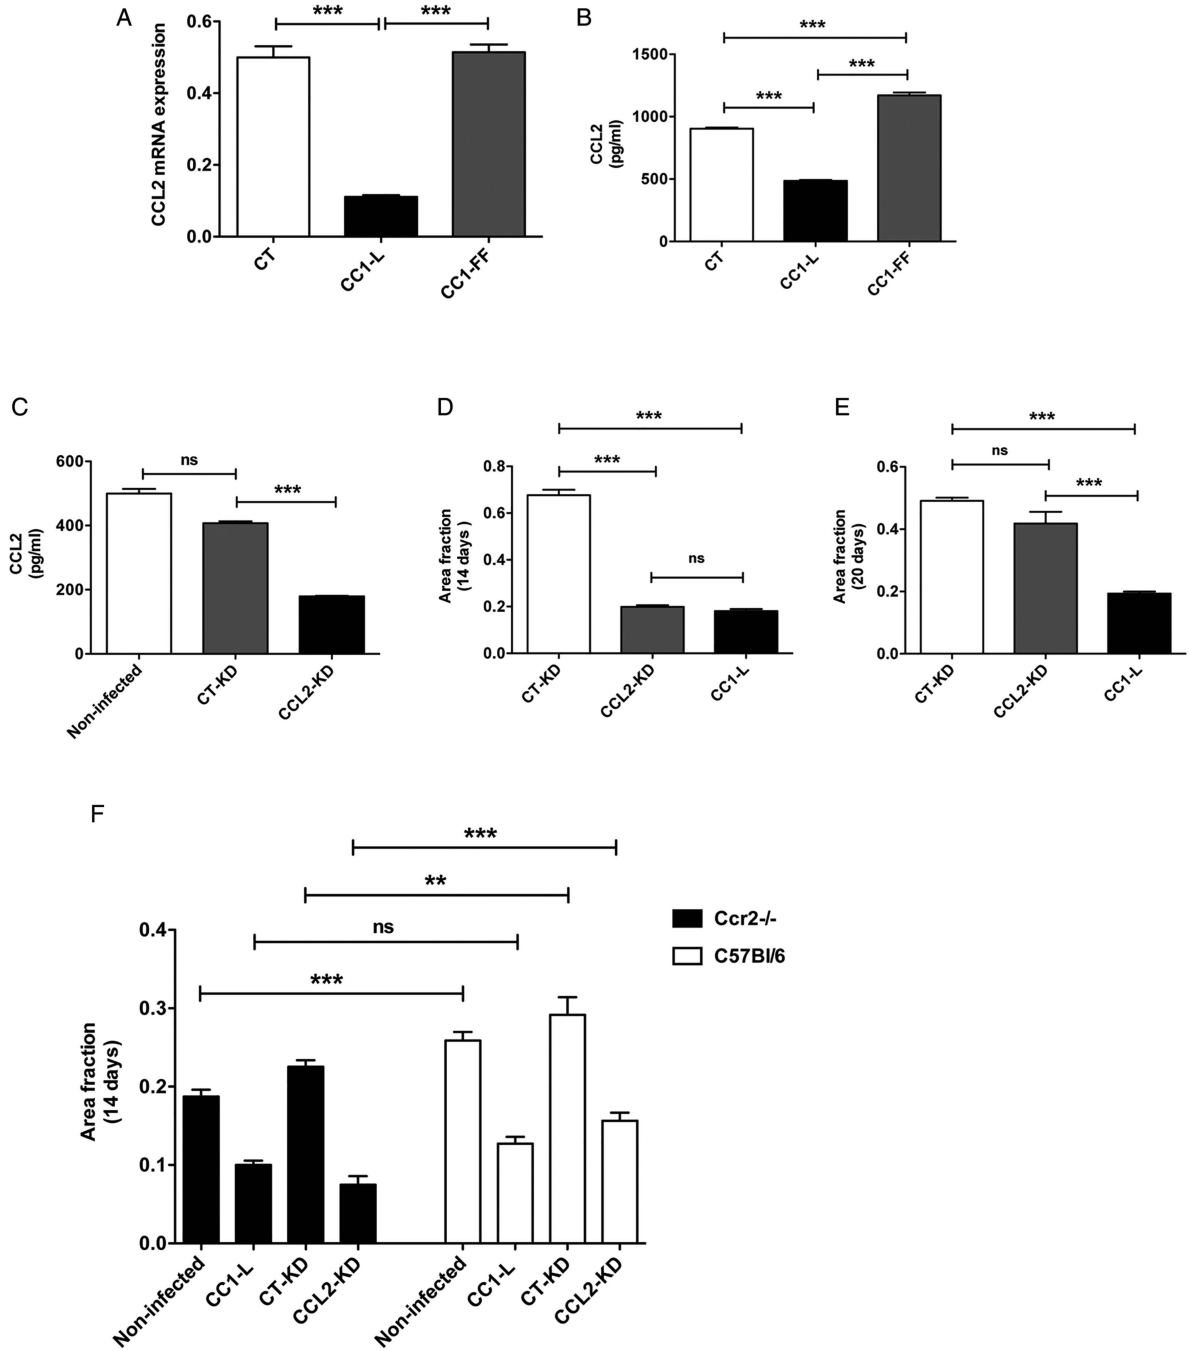 A
CCL2 mRNA expression
0.6
0.4
0.2
0.0
***
***
CT
CC1-L
CC1-FF
B
CCL2
(pg/ml)
1500
1000
500
0
***
***
***
CT
CC1-L
CC1-FF
C
CCL2
(pg/ml)
600
400
200
0
ns
***
Non-infected
CT-KD
CCL2-KD
D
Area fraction
(14 days )
0.8
0.6
0.4
0.2
0.0
***
***
ns
CT-KD
CCL2-KD
CC1-L
E
Area fraction
(20 days)
0.6
0.4
0.2
0.0
***
ns
***
CT-KD
CCL2-KD
CC1-L
F
Area fraction
(14 days)
0.4
0.3
0.2
0.1
0.0
***
**
ns
***
Ccr2-/-
C57Bl/6
Non-infected
CC1-L
CT-KD
CCL2-KD
Non-infected
CC1-L
CT-KD
CCL2-KD